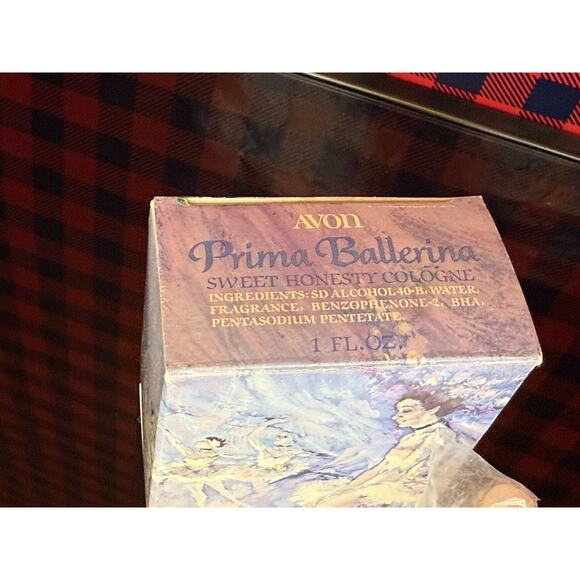 AVON
Prima Ballerina
SWEET HONESTY COLOGNE
INGREDIENTS: SD ALCOHOL 40-B, WATER,
FRAGRANCE, BENZOPHENONE-2, BHA,
PENTASODIUM PENTETATE.
1 FL. OZ.